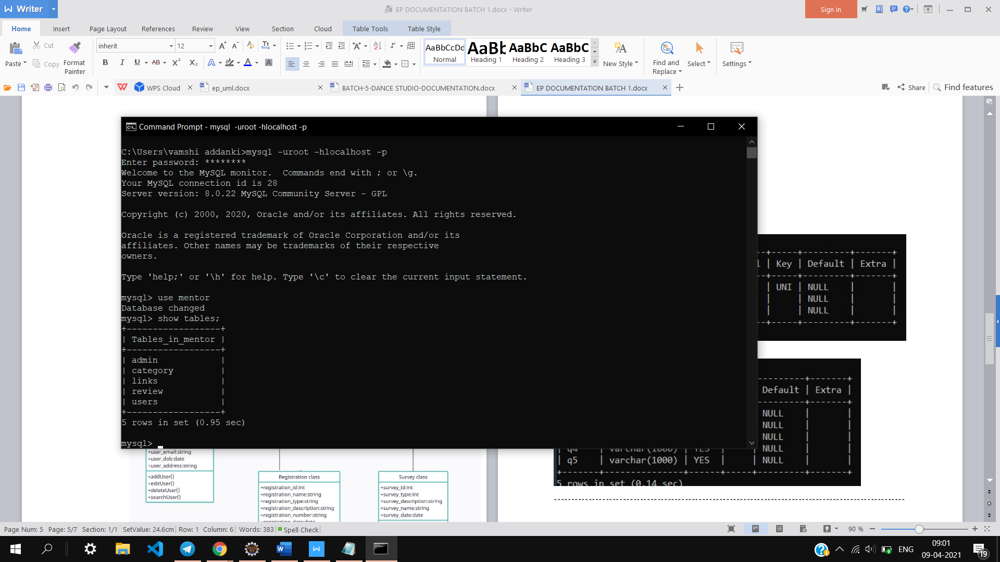 Writer
EP DOCUMENTATION BATCH 1.docx - Writer
Sign in
Home
Insert
Page Layout
References
Review
View
Section
Cloud
Table Tools
Table Style
Paste
Cut
Copy
Format
Painter
inherit
12
AaBbCcDd
Normal
AaBb
Heading 1
AaBbC
Heading 2
AaBbC
Heading 3
New Style
Find and
Replace
Select
Settings
WPS Cloud
ep_uml.docx
BATCH-5-DANCE STUDIO-DOCUMENTATION.docx
EP DOCUMENTATION BATCH 1.docx
Share
Find features
Command Prompt - mysql -uroot -hlocalhost -p
C:\Users\vamshi addanki>mysql -uroot -hlocalhost -p
Enter password: ********
Welcome to the MySQL monitor.  Commands end with ; or \g.
Your MySQL connection id is 28
Server version: 8.0.22 MySQL Community Server - GPL
Copyright (c) 2000, 2020, Oracle and/or its affiliates. All rights reserved.
Oracle is a registered trademark of Oracle Corporation and/or its
affiliates. Other names may be trademarks of their respective
owners.
Type 'help;' or '\h' for help. Type '\c' to clear the current input statement.
mysql> use mentor
Database changed
mysql> show tables;
+------------------+
| Tables_in_mentor |
+------------------+
| admin            |
| category         |
| links            |
| review           |
| users            |
+------------------+
5 rows in set (0.95 sec)
mysql>
| Key | Default | Extra |
| UNI | NULL    |       |
|     | NULL    |       |
|     | NULL    |       |
Default | Extra |
NULL    |       |
NULL    |       |
NULL    |       |
| q4    | varchar(1000) | YES  |     | NULL    |       |
| q5    | varchar(1000) | YES  |     | NULL    |       |
5 rows in set (0.14 sec)
+user_email:string
+user_dob:date
+user_address:string
+addUser()
+editUser()
+deleteUser()
+searchUser()
Registration class
+registration_id:int
+registration_name:string
+registration_type:string
+registration_description:string
+registration_number:string
+registration_date:date
Survey class
+survey_id:int
+survey_type:int
+survey_description:string
+survey_name:string
+survey_date:date
Page Num: 5 Page: 5/7 Section: 1/1 SetValue: 24.6cm Row: 1 Column: 6 Words: 383 Spell Check
90 %
ENG
09:01
09-04-2021
19